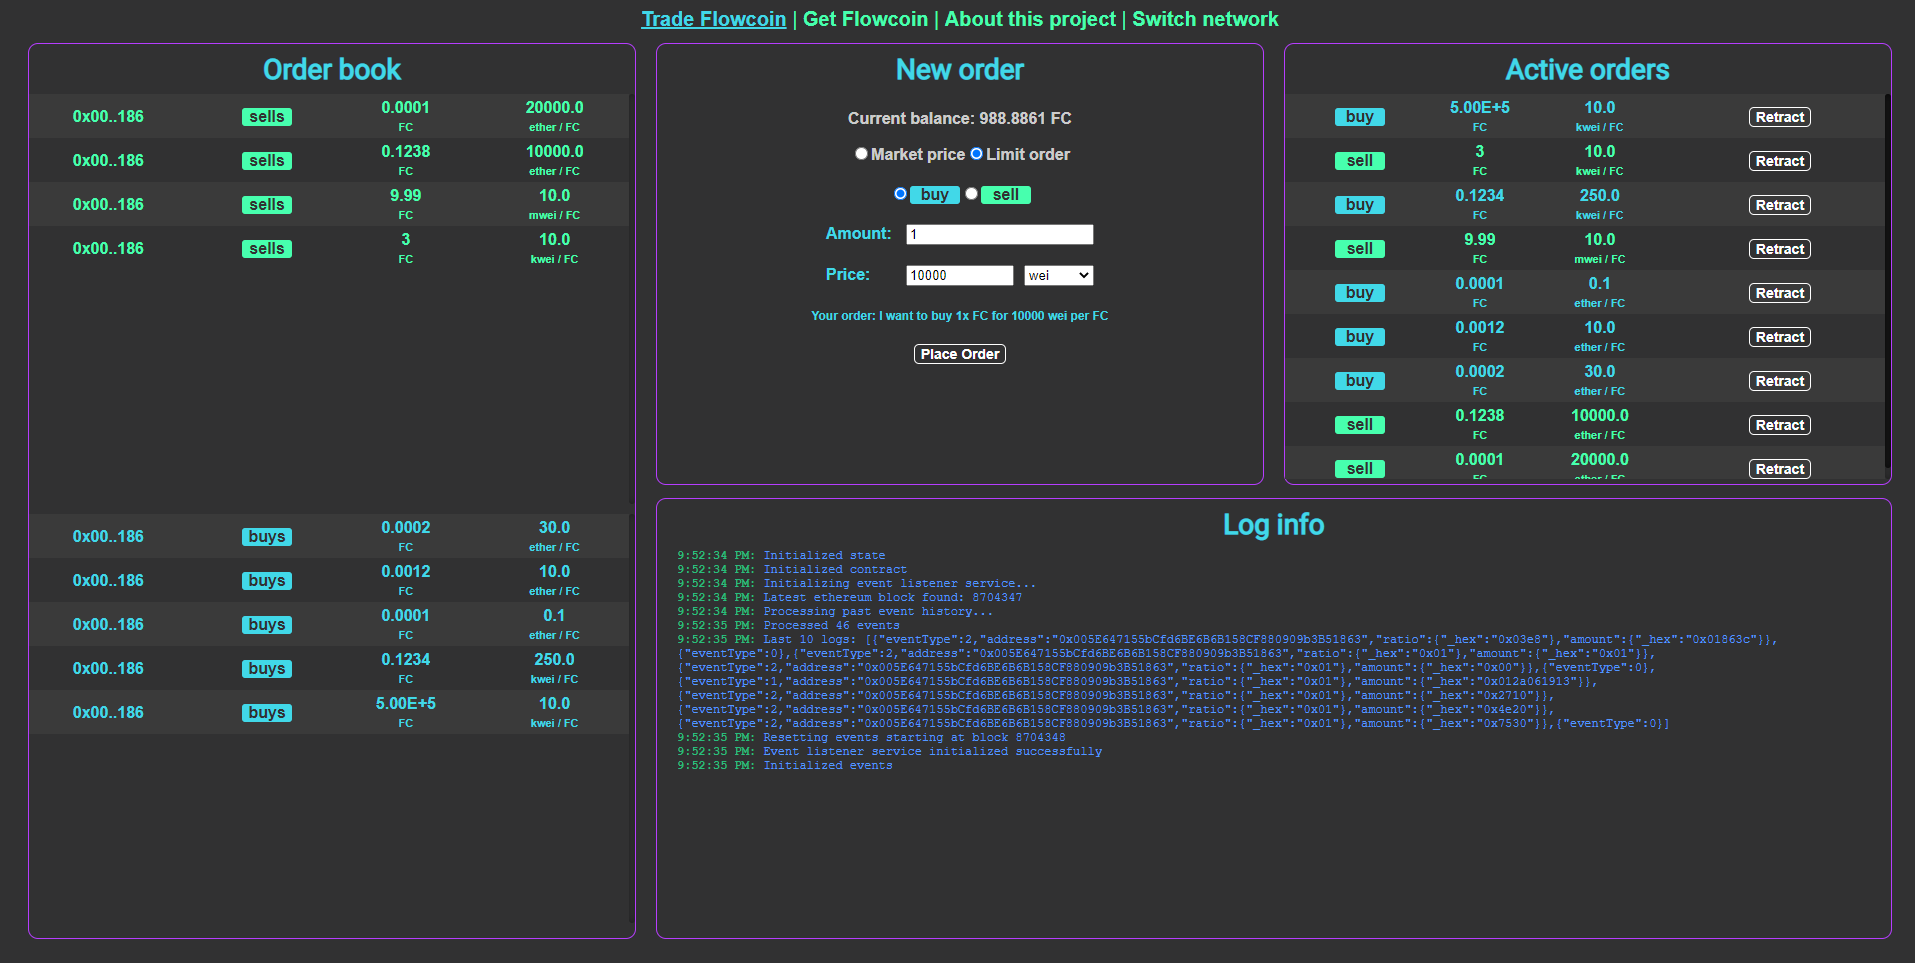 Trade Flowcoin | Get Flowcoin | About this project | Switch network
Order book
0x00..186 sells 0.0001 20000.0
FC ether / FC
0x00..186 sells 0.1238 10000.0
FC ether / FC
0x00..186 sells 9.99 10.0
FC mwei / FC
0x00..186 sells 3 10.0
FC kwei / FC
0x00..186 buys 0.0002 30.0
FC ether / FC
0x00..186 buys 0.0012 10.0
FC ether / FC
0x00..186 buys 0.0001 0.1
FC ether / FC
0x00..186 buys 0.1234 250.0
FC kwei / FC
0x00..186 buys 5.00E+5 10.0
FC kwei / FC
New order
Current balance: 988.8861 FC
Market price Limit order
buy sell
Amount: 1
Price: 10000 wei
Your order: I want to buy 1x FC for 10000 wei per FC
Place Order
Active orders
buy 5.00E+5 10.0 Retract
FC kwei / FC
sell 3 10.0 Retract
FC kwei / FC
buy 0.1234 250.0 Retract
FC kwei / FC
sell 9.99 10.0 Retract
FC mwei / FC
buy 0.0001 0.1 Retract
FC ether / FC
buy 0.0012 10.0 Retract
FC ether / FC
buy 0.0002 30.0 Retract
FC ether / FC
sell 0.1238 10000.0 Retract
FC ether / FC
sell 0.0001 20000.0 Retract
FC ether / FC
Log info
9:52:34 PM: Initialized state
9:52:34 PM: Initialized contract
9:52:34 PM: Initializing event listener service...
9:52:34 PM: Latest ethereum block found: 8704347
9:52:34 PM: Processing past event history...
9:52:35 PM: Processed 46 events
9:52:35 PM: Last 10 logs: [{"eventType":2,"address":"0x005E647155bCfd6BE6B6B158CF880909b3B51863","ratio":{"_hex":"0x03e8"},"amount":{"_hex":"0x01863c"}},
{"eventType":0},{"eventType":2,"address":"0x005E647155bCfd6BE6B6B158CF880909b3B51863","ratio":{"_hex":"0x01"},"amount":{"_hex":"0x01"}},
{"eventType":2,"address":"0x005E647155bCfd6BE6B6B158CF880909b3B51863","ratio":{"_hex":"0x01"},"amount":{"_hex":"0x00"}},{"eventType":0},
{"eventType":1,"address":"0x005E647155bCfd6BE6B6B158CF880909b3B51863","ratio":{"_hex":"0x01"},"amount":{"_hex":"0x012a061913"}},
{"eventType":2,"address":"0x005E647155bCfd6BE6B6B158CF880909b3B51863","ratio":{"_hex":"0x01"},"amount":{"_hex":"0x2710"}},
{"eventType":2,"address":"0x005E647155bCfd6BE6B6B158CF880909b3B51863","ratio":{"_hex":"0x01"},"amount":{"_hex":"0x4e20"}},
{"eventType":2,"address":"0x005E647155bCfd6BE6B6B158CF880909b3B51863","ratio":{"_hex":"0x01"},"amount":{"_hex":"0x7530"}},{"eventType":0}]
9:52:35 PM: Resetting events starting at block 8704348
9:52:35 PM: Event listener service initialized successfully
9:52:35 PM: Initialized events